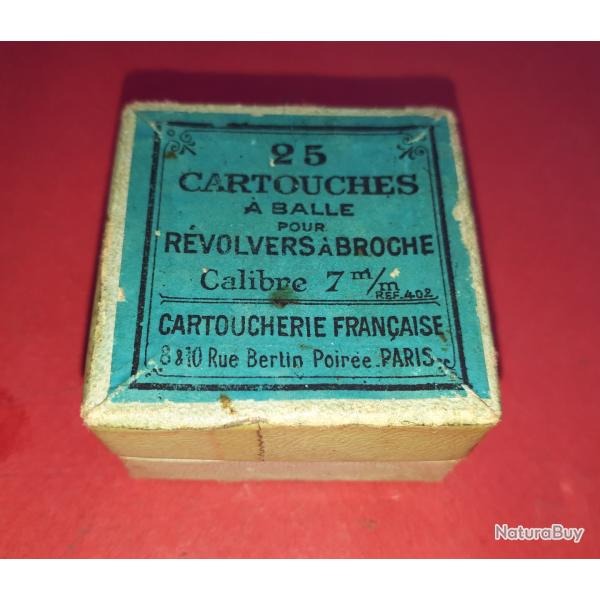 25
CARTOUCHES
À BALLE
POUR
RÉVOLVERS À BROCHE
Calibre 7 m/m
REF. 402
CARTOUCHERIE FRANÇAISE
8 & 10 Rue Bertin Poirée PARIS
NaturaBuy